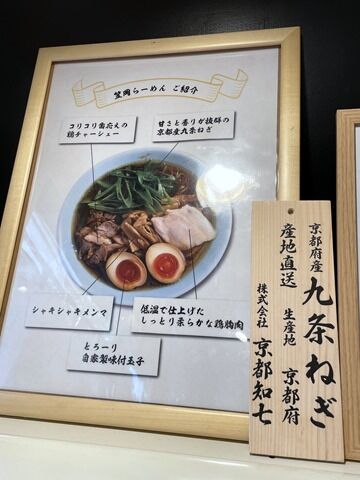 笠岡らーめん ご紹介
コリコリ歯応えの
鶏チャーシュー
甘さと香りが抜群の
京都産九条ねぎ
シャキシャキメンマ
低温で仕上げた
しっとり柔らかな鶏胸肉
とろーり
自家製味付玉子
京都府産
九条ねぎ
産地直送
生産地 京都府
株式会社 京都知七